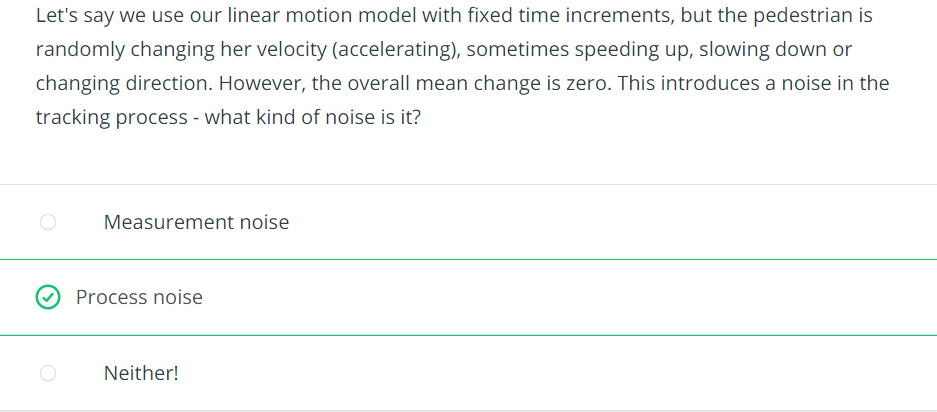 Let's say we use our linear motion model with fixed time increments, but the pedestrian is
randomly changing her velocity (accelerating), sometimes speeding up, slowing down or
changing direction. However, the overall mean change is zero. This introduces a noise in the
tracking process - what kind of noise is it?
Measurement noise
Process noise
Neither!